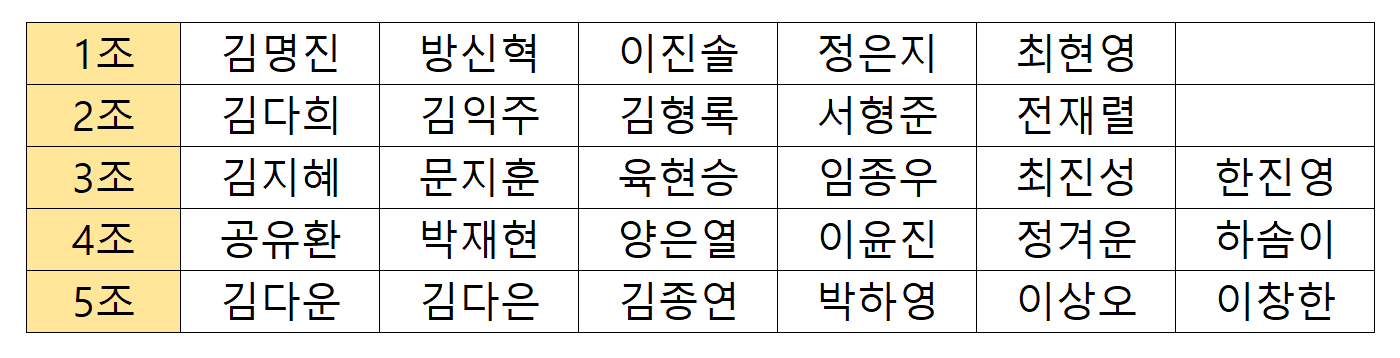 1조 김명진 방신혁 이진솔 정은지 최현영
2조 김다희 김익주 김형록 서형준 전재렬
3조 김지혜 문지훈 육현승 임종우 최진성 한진영
4조 공유환 박재현 양은열 이윤진 정겨운 하솜이
5조 김다운 김다은 김종연 박하영 이상오 이창한